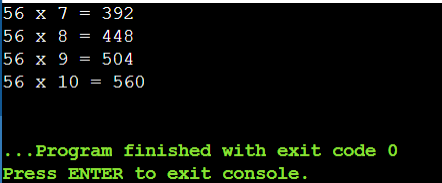 56 x 7 = 392
56 x 8 = 448
56 x 9 = 504
56 x 10 = 560
...Program finished with exit code 0
Press ENTER to exit console.